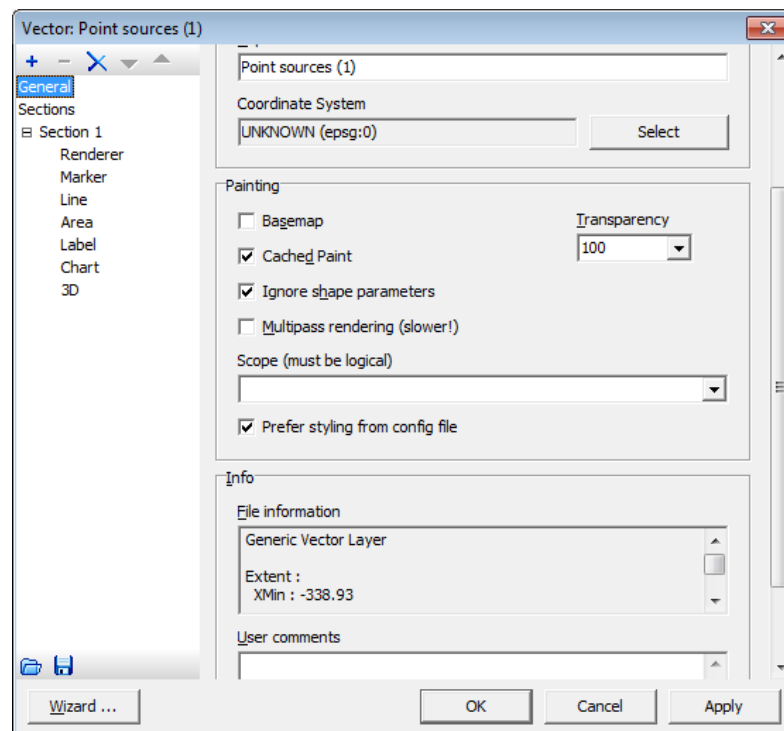 Vector: Point sources (1)
General
Sections
Section 1
Renderer
Marker
Line
Area
Label
Chart
3D
Point sources (1)
Coordinate System
UNKNOWN (epsg:0)
Select
Painting
Basemap
Transparency
100
Cached Paint
Ignore shape parameters
Multipass rendering (slower!)
Scope (must be logical)
Prefer styling from config file
Info
File information
Generic Vector Layer
Extent :
XMin : -338.93
User comments
Wizard ...
OK
Cancel
Apply